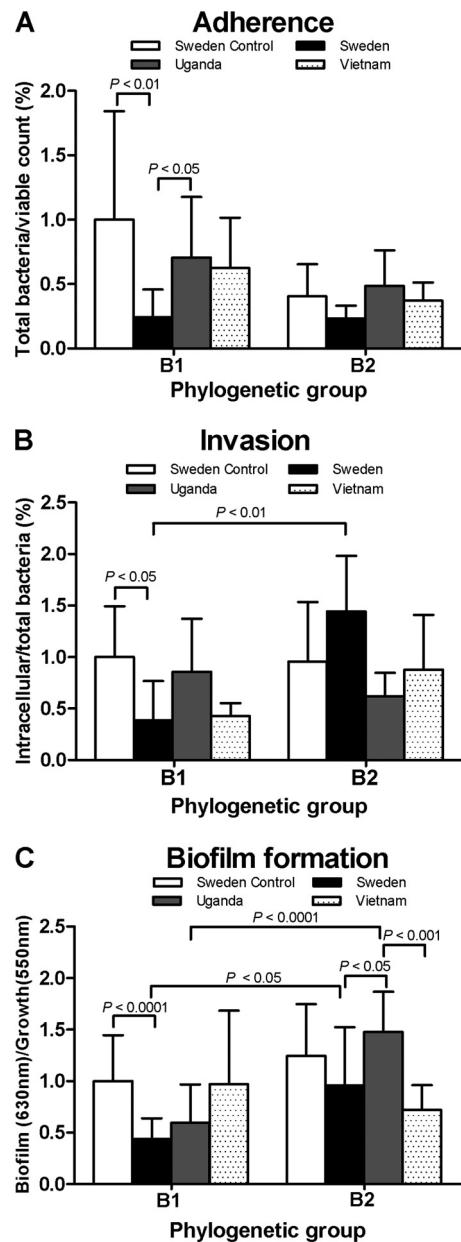 A Adherence
Sweden Control Sweden
Uganda Vietnam
Total bacteria/viable count (%)
2.0
1.5
1.0
0.5
0.0
P < 0.01
P < 0.05
B1 B2
Phylogenetic group
B Invasion
Sweden Control Sweden
Uganda Vietnam
Intracellular/total bacteria (%)
2.5
2.0
1.5
1.0
0.5
0.0
P < 0.01
P < 0.05
B1 B2
Phylogenetic group
C Biofilm formation
Sweden Control Sweden
Uganda Vietnam
Biofilm (630nm)/Growth(550nm)
2.5
2.0
1.5
1.0
0.5
0.0
P < 0.0001
P < 0.001
P < 0.05
P < 0.05
P < 0.0001
B1 B2
Phylogenetic group